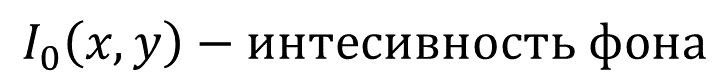 I₀(x, y) − интесивность фона